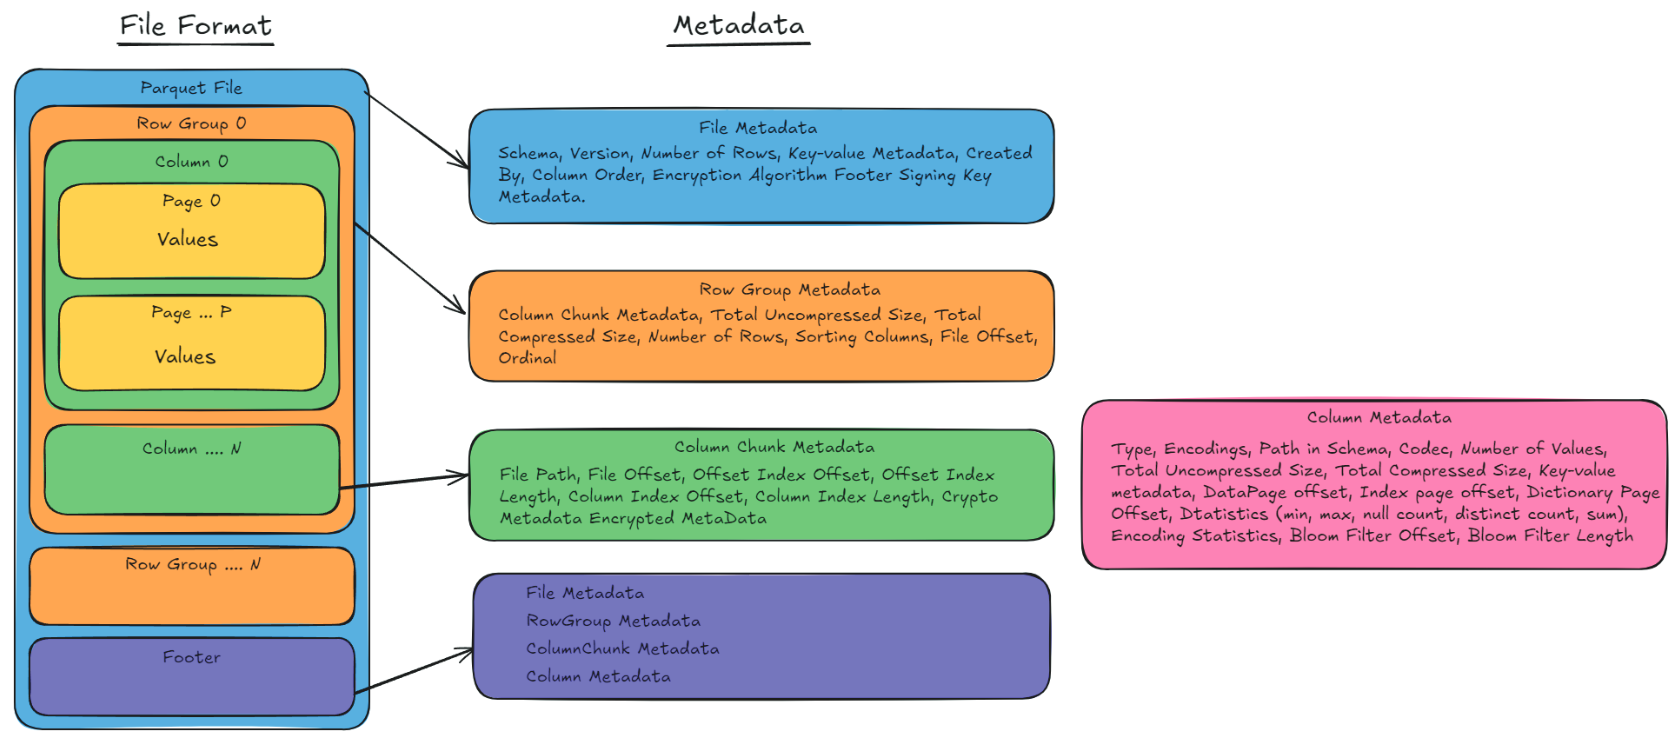 File Format
Metadata
Parquet File
Row Group 0
Column 0
Page 0
Values
Page ... P
Values
Column .... N
Row Group .... N
Footer
File Metadata
Schema, Version, Number of Rows, Key-value Metadata, Created
By, Column Order, Encryption Algorithm Footer Signing Key
Metadata.
Row Group Metadata
Column Chunk Metadata, Total Uncompressed Size, Total
Compressed Size, Number of Rows, Sorting Columns, File Offset,
Ordinal
Column Chunk Metadata
File Path, File Offset, Offset Index Offset, Offset Index
Length, Column Index Offset, Column Index Length, Crypto
Metadata Encrypted MetaData
File Metadata
RowGroup Metadata
ColumnChunk Metadata
Column Metadata
Column Metadata
Type, Encodings, Path in Schema, Codec, Number of Values,
Total Uncompressed Size, Total Compressed Size, Key-value
metadata, DataPage offset, Index page offset, Dictionary Page
Offset, Dtatistics (min, max, null count, distinct count, sum),
Encoding Statistics, Bloom Filter Offset, Bloom Filter Length